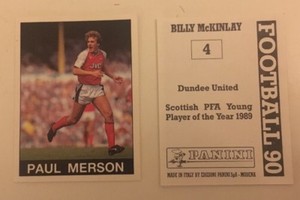 PAUL MERSON
BILLY McKINLAY
4
Dundee United
Scottish PFA Young
Player of the Year 1989
PANINI
MADE IN ITALY BY EDIZIONI PANINI SpA - MODENA
FOOTBALL 90